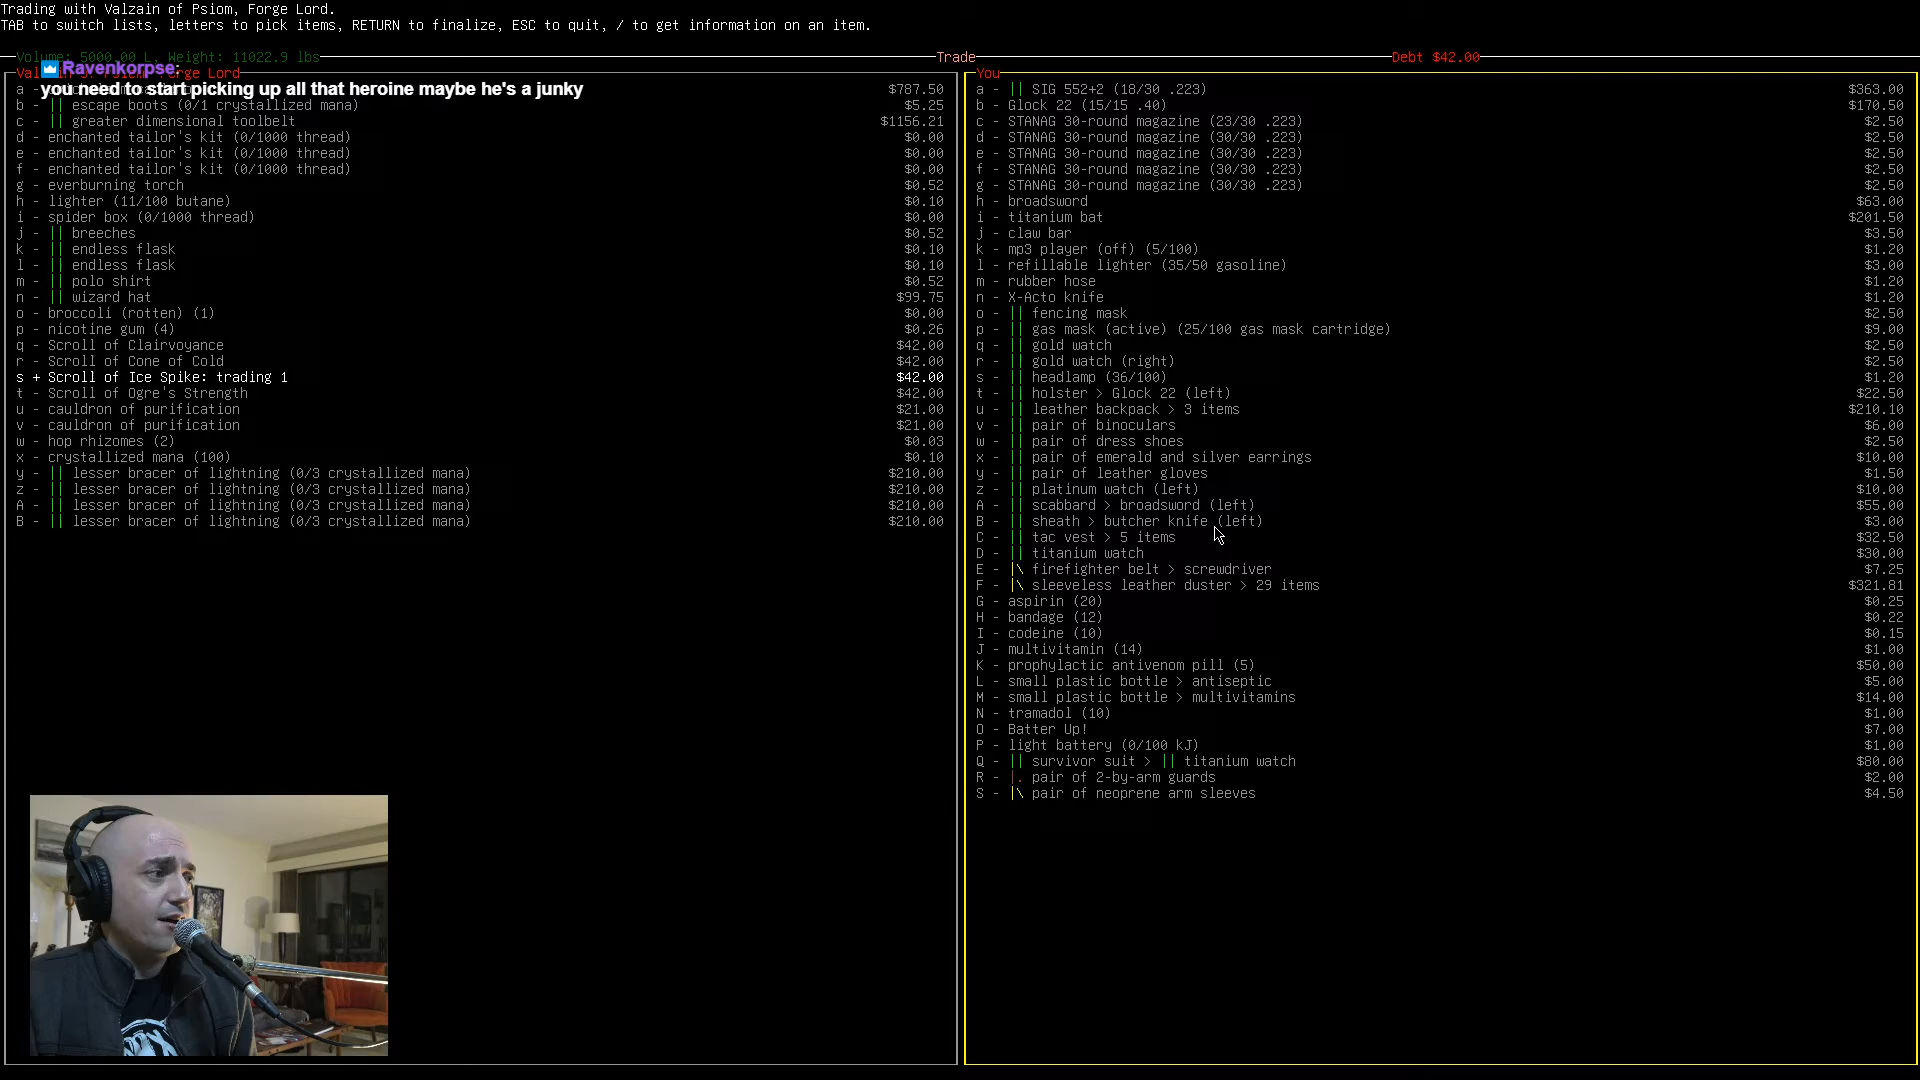 Trading with Valzain of Psiom, Forge Lord.
TAB to switch lists, letters to pick items, RETURN to finalize, ESC to quit, / to get information on an item.
Volume: 5000.00 L, Weight: 11022.9 lbs
Trade
Debt $42.00
Ravenkorpse:
you need to start picking up all that heroine maybe he's a junky
Forge Lord
a - $787.50
b - || escape boots (0/1 crystallized mana) $5.25
c - || greater dimensional toolbelt $1156.21
d - enchanted tailor's kit (0/1000 thread) $0.00
e - enchanted tailor's kit (0/1000 thread) $0.00
f - enchanted tailor's kit (0/1000 thread) $0.00
g - everburning torch $0.52
h - lighter (11/100 butane) $0.10
i - spider box (0/1000 thread) $0.00
j - || breeches $0.52
k - || endless flask $0.10
l - || endless flask $0.10
m - || polo shirt $0.52
n - || wizard hat $99.75
o - broccoli (rotten) (1) $0.00
p - nicotine gum (4) $0.26
q - Scroll of Clairvoyance $42.00
r - Scroll of Cone of Cold $42.00
s + Scroll of Ice Spike: trading 1 $42.00
t - Scroll of Ogre's Strength $42.00
u - cauldron of purification $21.00
v - cauldron of purification $21.00
w - hop rhizomes (2) $0.03
x - crystallized mana (100) $0.10
y - || lesser bracer of lightning (0/3 crystallized mana) $210.00
z - || lesser bracer of lightning (0/3 crystallized mana) $210.00
A - || lesser bracer of lightning (0/3 crystallized mana) $210.00
B - || lesser bracer of lightning (0/3 crystallized mana) $210.00
You
a - || SIG 552+2 (18/30 .223) $363.00
b - Glock 22 (15/15 .40) $170.50
c - STANAG 30-round magazine (23/30 .223) $2.50
d - STANAG 30-round magazine (30/30 .223) $2.50
e - STANAG 30-round magazine (30/30 .223) $2.50
f - STANAG 30-round magazine (30/30 .223) $2.50
g - STANAG 30-round magazine (30/30 .223) $2.50
h - broadsword $63.00
i - titanium bat $201.50
j - claw bar $3.50
k - mp3 player (off) (5/100) $1.20
l - refillable lighter (35/50 gasoline) $3.00
m - rubber hose $1.20
n - X-Acto knife $1.20
o - || fencing mask $2.50
p - || gas mask (active) (25/100 gas mask cartridge) $9.00
q - || gold watch $2.50
r - || gold watch (right) $2.50
s - || headlamp (36/100) $1.20
t - || holster > Glock 22 (left) $22.50
u - || leather backpack > 3 items $210.10
v - || pair of binoculars $6.00
w - || pair of dress shoes $2.50
x - || pair of emerald and silver earrings $10.00
y - || pair of leather gloves $1.50
z - || platinum watch (left) $10.00
A - || scabbard > broadsword (left) $55.00
B - || sheath > butcher knife (left) $3.00
C - || tac vest > 5 items $32.50
D - || titanium watch $30.00
E - |\ firefighter belt > screwdriver $7.25
F - |\ sleeveless leather duster > 29 items $321.81
G - aspirin (20) $0.25
H - bandage (12) $0.22
I - codeine (10) $0.15
J - multivitamin (14) $1.00
K - prophylactic antivenom pill (5) $50.00
L - small plastic bottle > antiseptic $5.00
M - small plastic bottle > multivitamins $14.00
N - tramadol (10) $1.00
O - Batter Up! $7.00
P - light battery (0/100 kJ) $1.00
Q - || survivor suit > || titanium watch $80.00
R - |. pair of 2-by-arm guards $2.00
S - |\ pair of neoprene arm sleeves $4.50